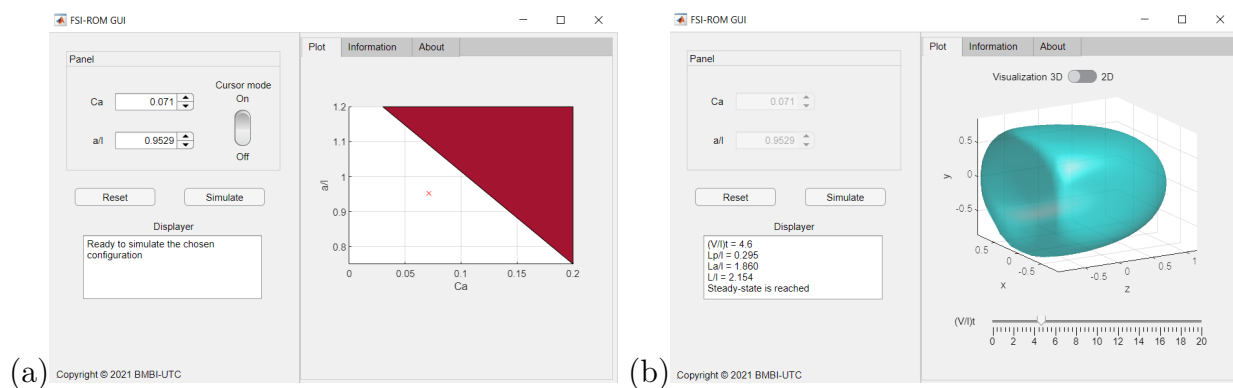 FSI-ROM GUI
Panel
Ca 0.071
a/l 0.9529
Cursor mode
On
Off
Reset Simulate
Displayer
Ready to simulate the chosen
configuration
Copyright © 2021 BMBI-UTC
Plot Information About
1.2
1.1
1
0.9
0.8
a/l
0 0.05 0.1 0.15 0.2
Ca
(a)
FSI-ROM GUI
Panel
Ca 0.071
a/l 0.9529
Reset Simulate
Displayer
(V/l)t = 4.6
Lp/l = 0.295
La/l = 1.860
L/l = 2.154
Steady-state is reached
Copyright © 2021 BMBI-UTC
Plot Information About
Visualization 3D 2D
0.5
0
-0.5
y
0.5 0 -0.5
x
-0.5 0 0.5 1
z
(V/l)t
0 2 4 6 8 10 12 14 16 18 20
(b)